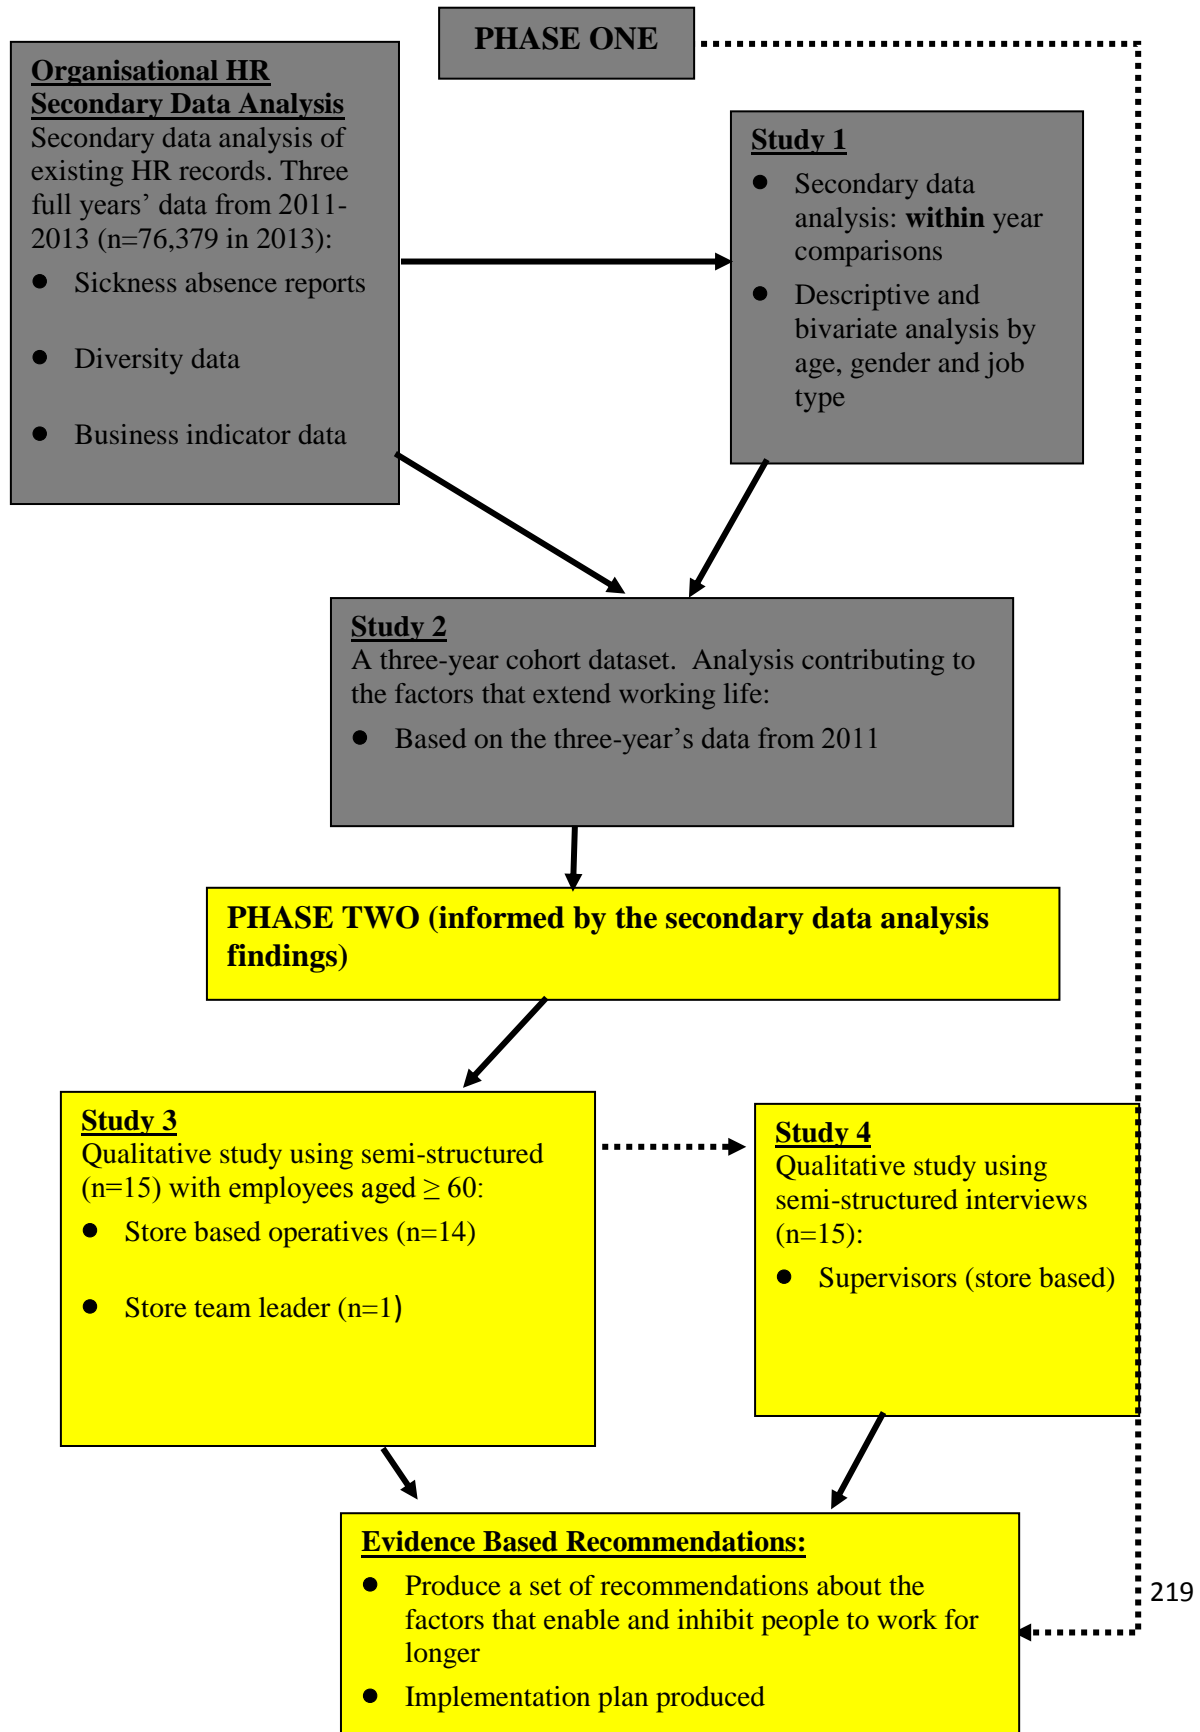 PHASE ONE
Organisational HR
Secondary Data Analysis
Secondary data analysis of
existing HR records. Three
full years’ data from 2011-
2013 (n=76,379 in 2013):
● Sickness absence reports
● Diversity data
● Business indicator data
Study 1
● Secondary data
analysis: within year
comparisons
● Descriptive and
bivariate analysis by
age, gender and job
type
Study 2
A three-year cohort dataset. Analysis contributing to
the factors that extend working life:
● Based on the three-year’s data from 2011
PHASE TWO (informed by the secondary data analysis
findings)
Study 3
Qualitative study using semi-structured
(n=15) with employees aged ≥ 60:
● Store based operatives (n=14)
● Store team leader (n=1)
Study 4
Qualitative study using
semi-structured interviews
(n=15):
● Supervisors (store based)
Evidence Based Recommendations:
● Produce a set of recommendations about the
factors that enable and inhibit people to work for
longer
● Implementation plan produced
219